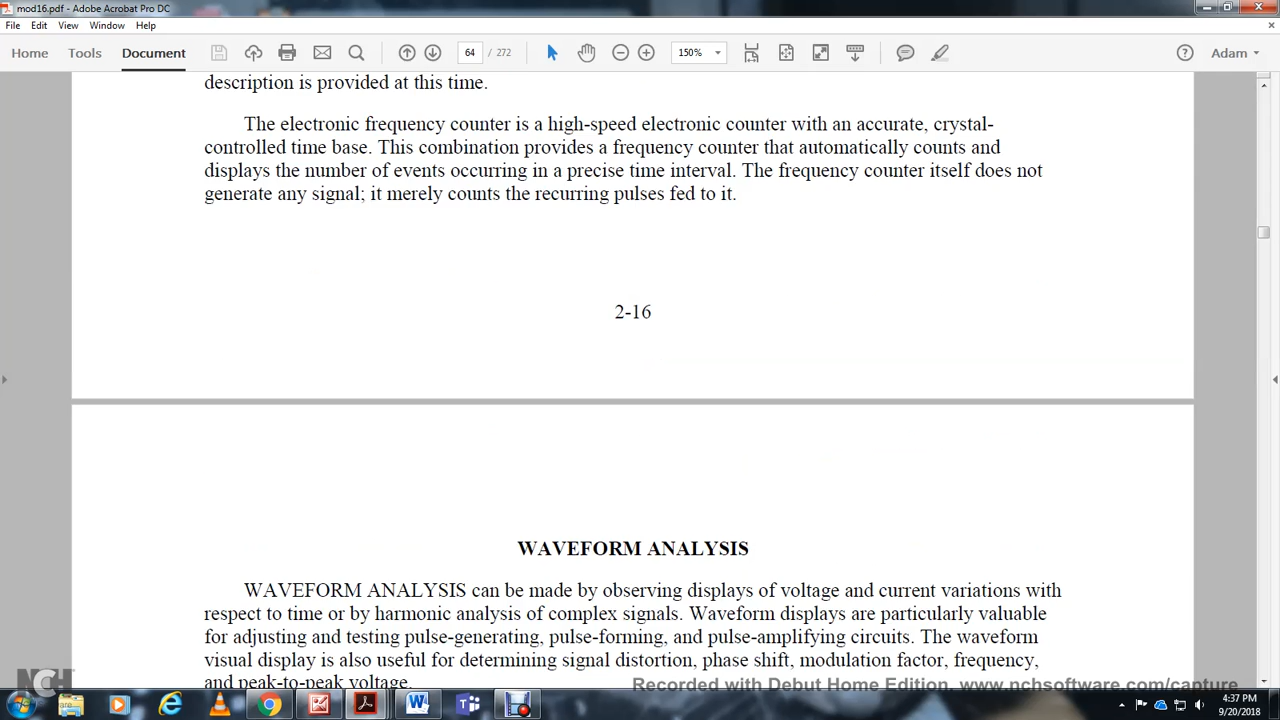 mod16.pdf - Adobe Acrobat Pro DC
File Edit View Window Help
Home Tools Document 64 / 272 150% Adam
description is provided at this time.
The electronic frequency counter is a high-speed electronic counter with an accurate, crystal-
controlled time base. This combination provides a frequency counter that automatically counts and
displays the number of events occurring in a precise time interval. The frequency counter itself does not
generate any signal; it merely counts the recurring pulses fed to it.
2-16
WAVEFORM ANALYSIS
WAVEFORM ANALYSIS can be made by observing displays of voltage and current variations with
respect to time or by harmonic analysis of complex signals. Waveform displays are particularly valuable
for adjusting and testing pulse-generating, pulse-forming, and pulse-amplifying circuits. The waveform
visual display is also useful for determining signal distortion, phase shift, modulation factor, frequency,
and peak-to-peak voltage.
NCH
Recorded with Debut Home Edition. www.nchsoftware.com/capture
4:37 PM
9/20/2018